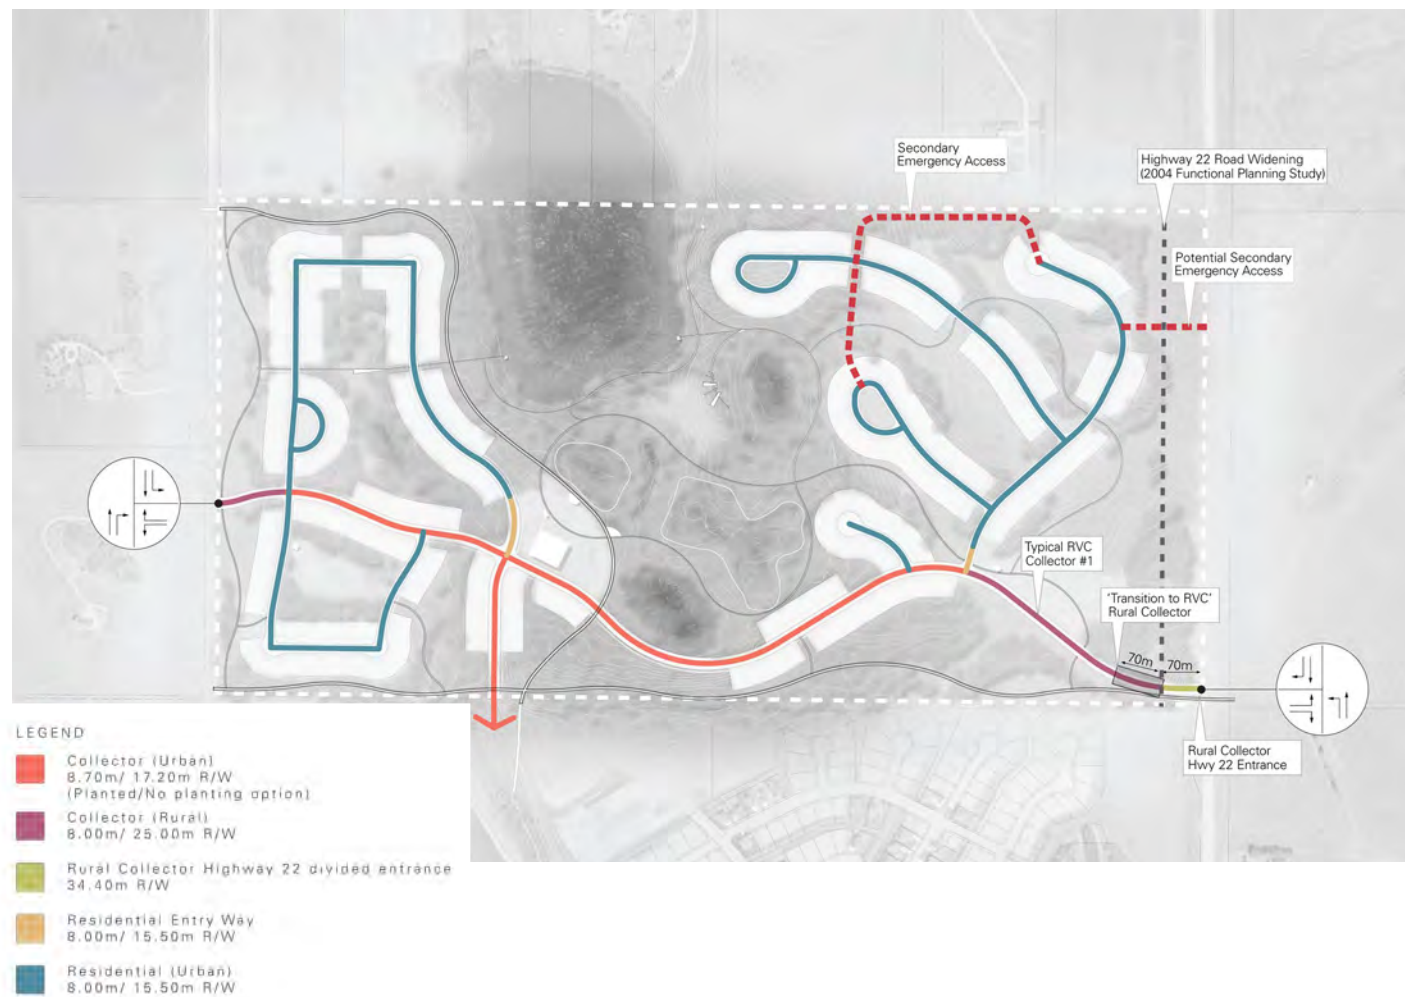 Secondary
Emergency Access
Highway 22 Road Widening
(2004 Functional Planning Study)
Potential Secondary
Emergency Access
Typical RVC
Collector #1
'Transition to RVC'
Rural Collector
70m
70m
Rural Collector
Hwy 22 Entrance
LEGEND
Collector (Urban)
8.70m/ 17.20m R/W
(Planted/No planting option)
Collector (Rural)
8.00m/ 25.00m R/W
Rural Collector Highway 22 divided entrance
34.40m R/W
Residential Entry Way
8.00m/ 15.50m R/W
Residential (Urban)
8.00m/ 15.50m R/W